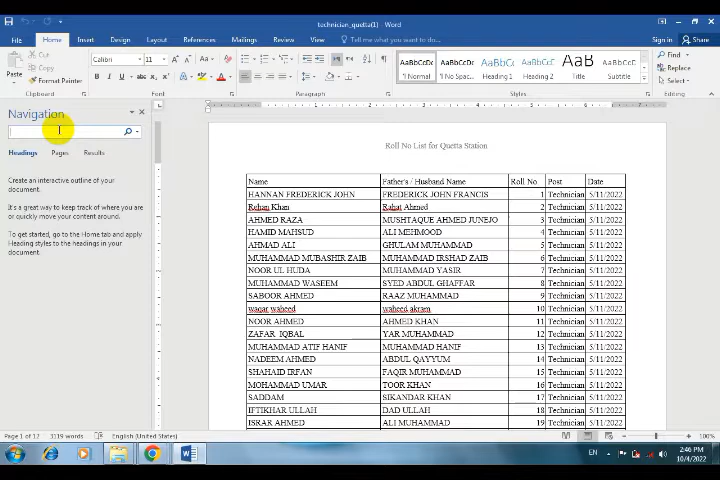 technician_quetta(1) - Word
File Home Insert Design Layout References Mailings Review View Tell me what you want to do... Sign in Share
Paste
Cut
Copy
Format Painter
Clipboard
Calibri 11
Font
Paragraph
AaBbCcDc AaBbCcDc AaBbCc AaBbCcC AaB AaBbCcD
¶ Normal ¶ No Spac... Heading 1 Heading 2 Title Subtitle
Styles
Find
Replace
Select
Editing
Navigation
Headings Pages Results
Create an interactive outline of your
document.
It's a great way to keep track of where you are
or quickly move your content around.
To get started, go to the Home tab and apply
Heading styles to the headings in your
document.
Roll No List for Quetta Station
Name Father's / Husband Name Roll No Post Date
HANNAN FREDERICK JOHN FREDERICK JOHN FRANCIS 1 Technician 5/11/2022
Rehan Khan Rahat Ahmed 2 Technician 5/11/2022
AHMED RAZA MUSHTAQUE AHMED JUNEJO 3 Technician 5/11/2022
HAMID MAHSUD ALI MEHMOOD 4 Technician 5/11/2022
AHMAD ALI GHULAM MUHAMMAD 5 Technician 5/11/2022
MUHAMMAD MUBASHIR ZAIB MUHAMMAD IRSHAD ZAIB 6 Technician 5/11/2022
NOOR UL HUDA MUHAMMAD YASIR 7 Technician 5/11/2022
MUHAMMAD WASEEM SYED ABDUL GHAFFAR 8 Technician 5/11/2022
SABOOR AHMED RAAZ MUHAMMAD 9 Technician 5/11/2022
waqar waheed waheed akram 10 Technician 5/11/2022
NOOR AHMED AHMED KHAN 11 Technician 5/11/2022
ZAFAR IQBAL YAR MUHAMMAD 12 Technician 5/11/2022
MUHAMMAD ATIF HANIF MUHAMMAD HANIF 13 Technician 5/11/2022
NADEEM AHMED ABDUL QAYYUM 14 Technician 5/11/2022
SHAHAID IRFAN FAQIR MUHAMMAD 15 Technician 5/11/2022
MOHAMMAD UMAR TOOR KHAN 16 Technician 5/11/2022
SADDAM SIKANDAR KHAN 17 Technician 5/11/2022
IFTIKHAR ULLAH DAD ULLAH 18 Technician 5/11/2022
ISRAR AHMED ALI MUHAMMAD 19 Technician 5/11/2022
Page 1 of 12 3119 words English (United States) 100%
EN 2:46 PM
10/4/2022